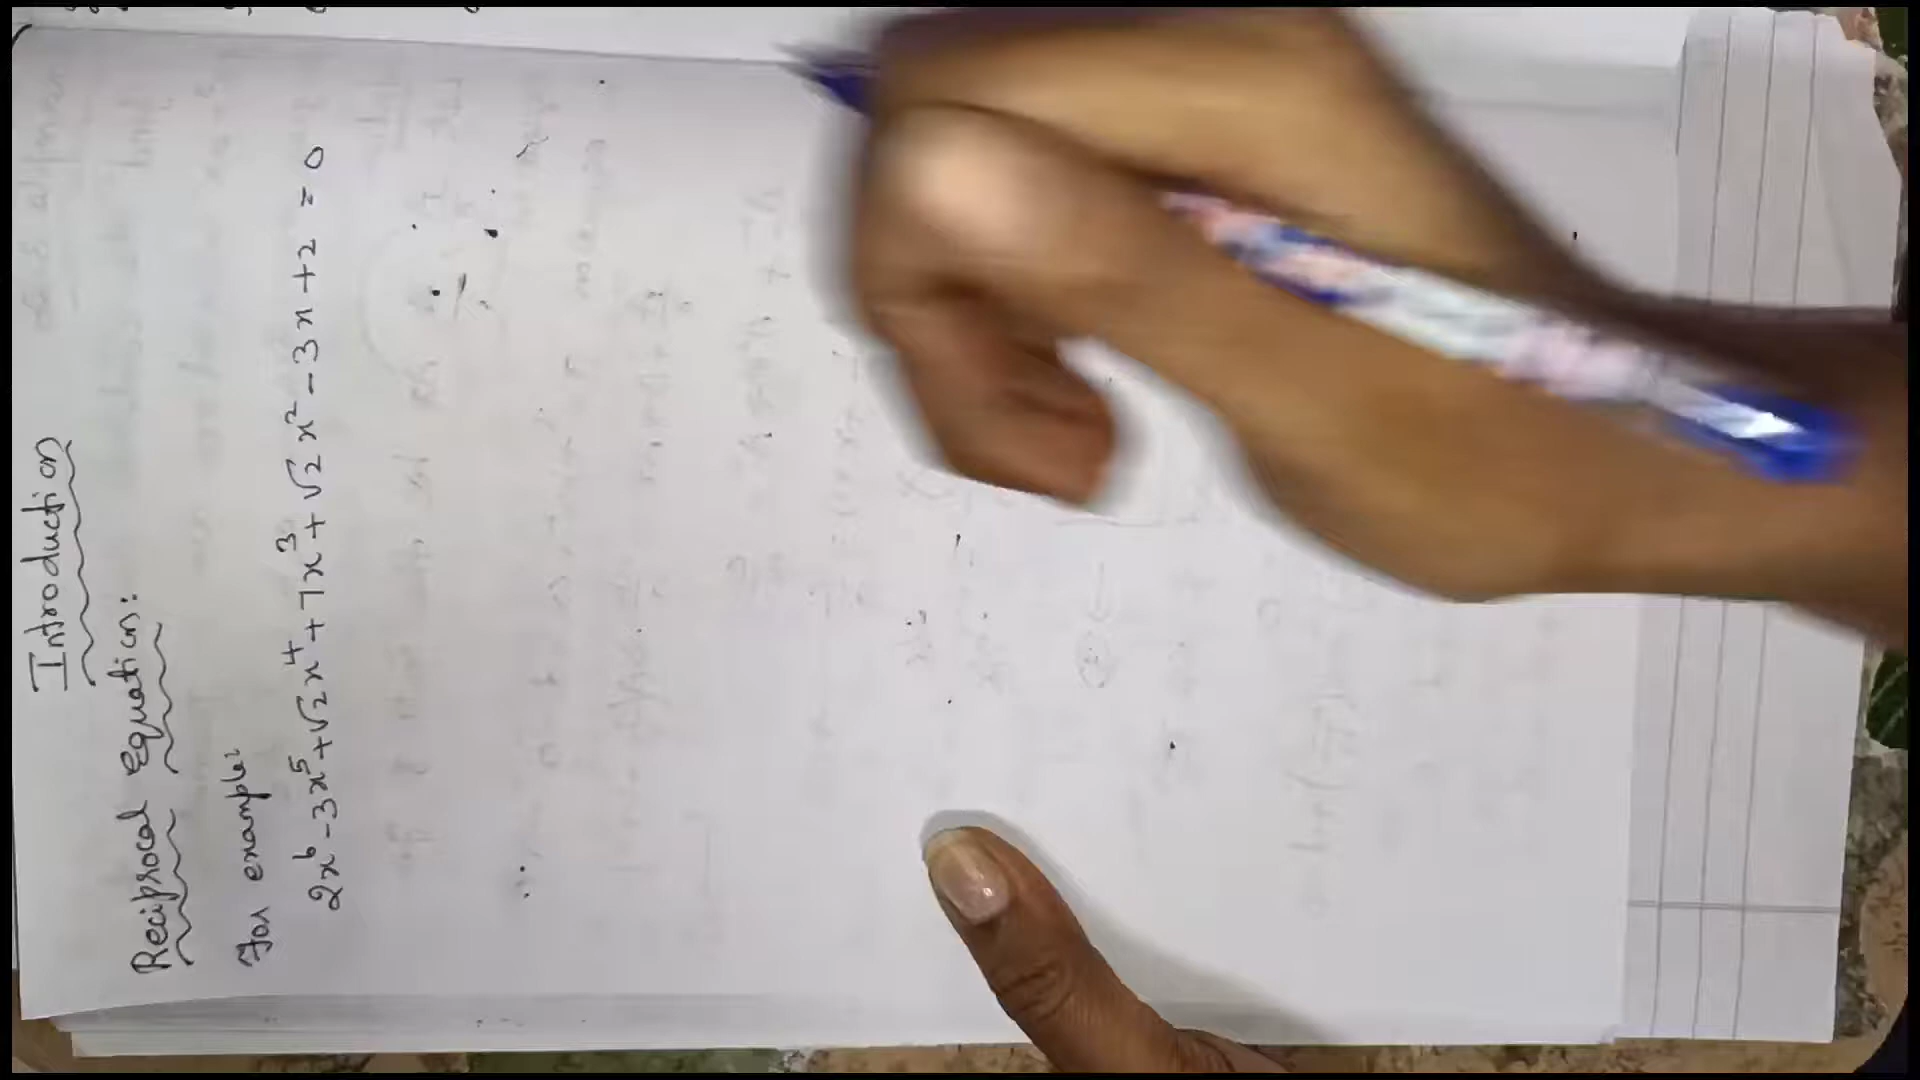 Introduction
Reciprocal Equation:
For example:
2x⁶-3x⁵+√2x⁴+7x³+√2x²-3x+2=0